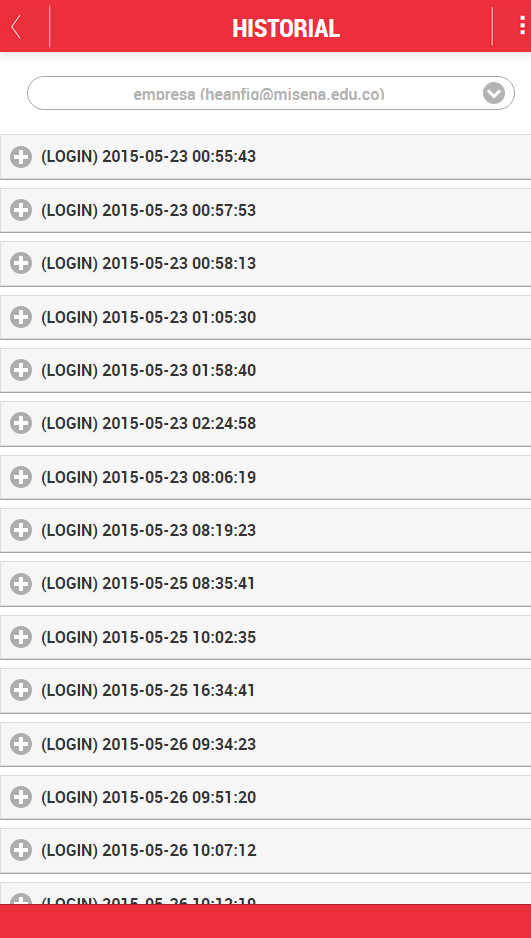 HISTORIAL
empresa (heanfig@misena.edu.co)
(LOGIN) 2015-05-23 00:55:43
(LOGIN) 2015-05-23 00:57:53
(LOGIN) 2015-05-23 00:58:13
(LOGIN) 2015-05-23 01:05:30
(LOGIN) 2015-05-23 01:58:40
(LOGIN) 2015-05-23 02:24:58
(LOGIN) 2015-05-23 08:06:19
(LOGIN) 2015-05-23 08:19:23
(LOGIN) 2015-05-25 08:35:41
(LOGIN) 2015-05-25 10:02:35
(LOGIN) 2015-05-25 16:34:41
(LOGIN) 2015-05-26 09:34:23
(LOGIN) 2015-05-26 09:51:20
(LOGIN) 2015-05-26 10:07:12
(LOGIN) 2015-05-26 10:12:19